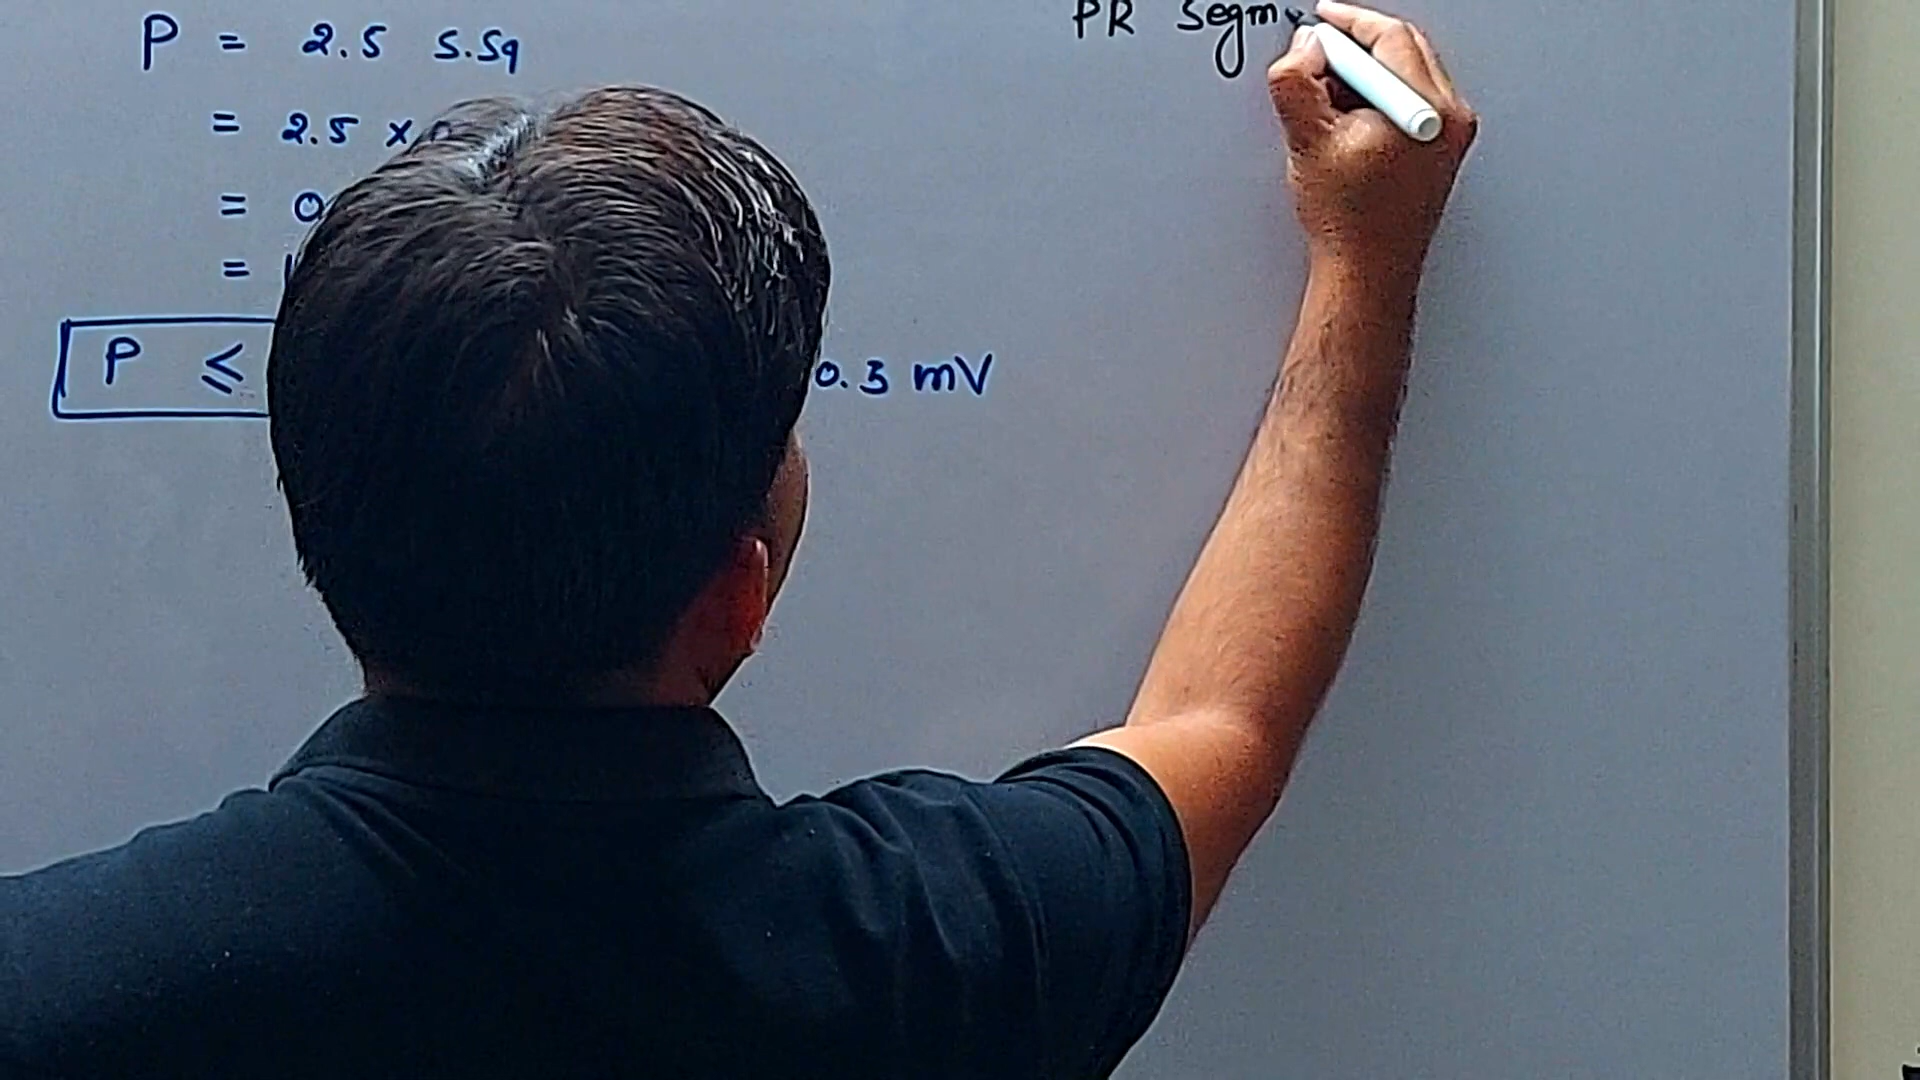 P = 2.5 S.Sq
= 2.5 ×
= 0
=
P ≤ 0.3 mV
PR Segm